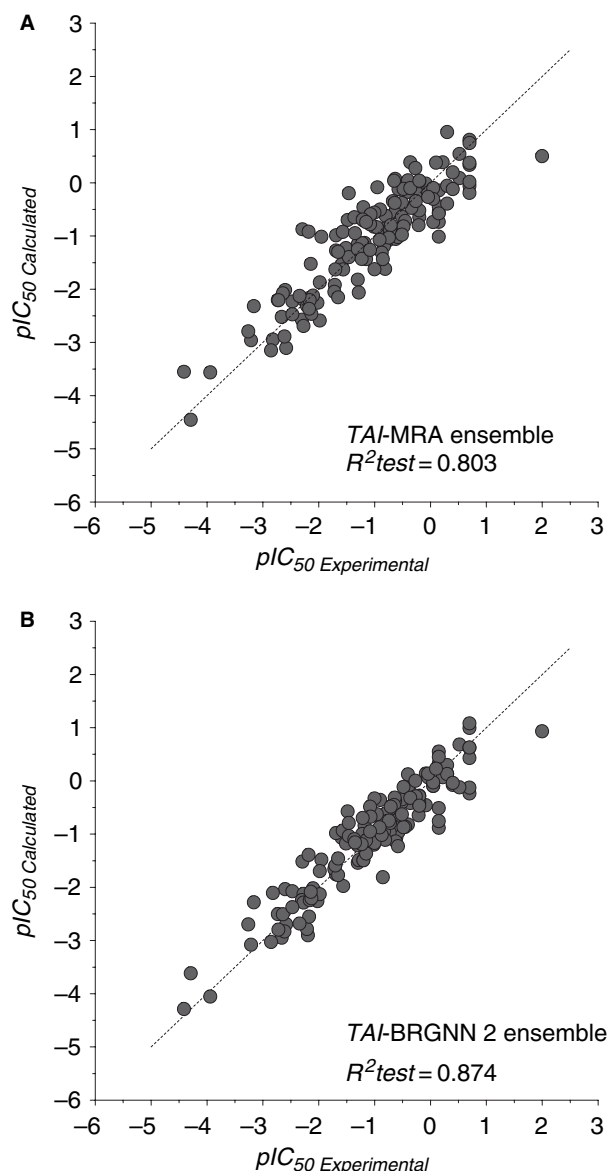 A
3
2
1
0
−1
−2
−3
−4
−5
−6
pIC50 Calculated
TAI-MRA ensemble
R²test = 0.803
−6 −5 −4 −3 −2 −1 0 1 2 3
pIC50 Experimental
B
3
2
1
0
−1
−2
−3
−4
−5
−6
pIC50 Calculated
TAI-BRGNN 2 ensemble
R²test = 0.874
−6 −5 −4 −3 −2 −1 0 1 2 3
pIC50 Experimental